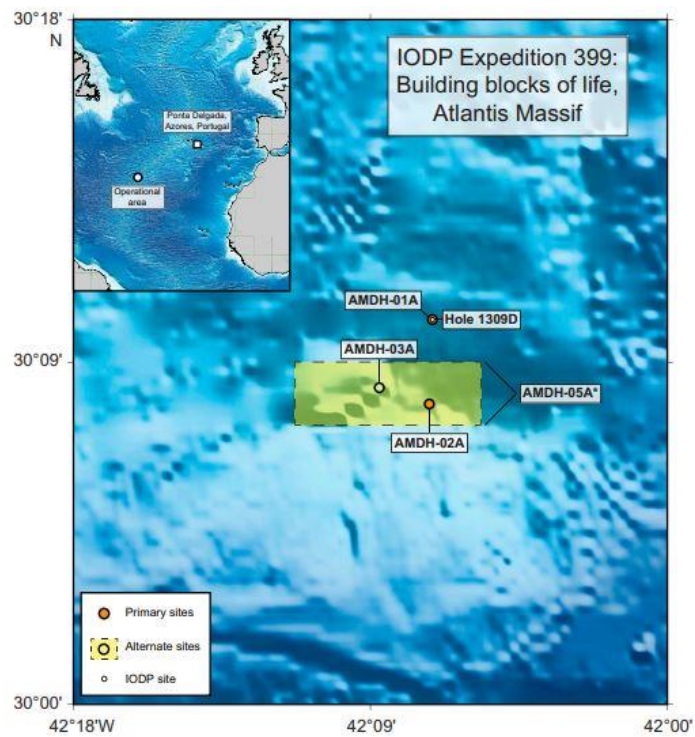 30°18'
N
IODP Expedition 399:
Building blocks of life,
Atlantis Massif
Ponta Delgada,
Azores, Portugal
Operational
area
AMDH-01A
Hole 1309D
30°09'
AMDH-03A
AMDH-05A*
AMDH-02A
Primary sites
Alternate sites
IODP site
30°00'
42°18'W
42°09'
42°00'